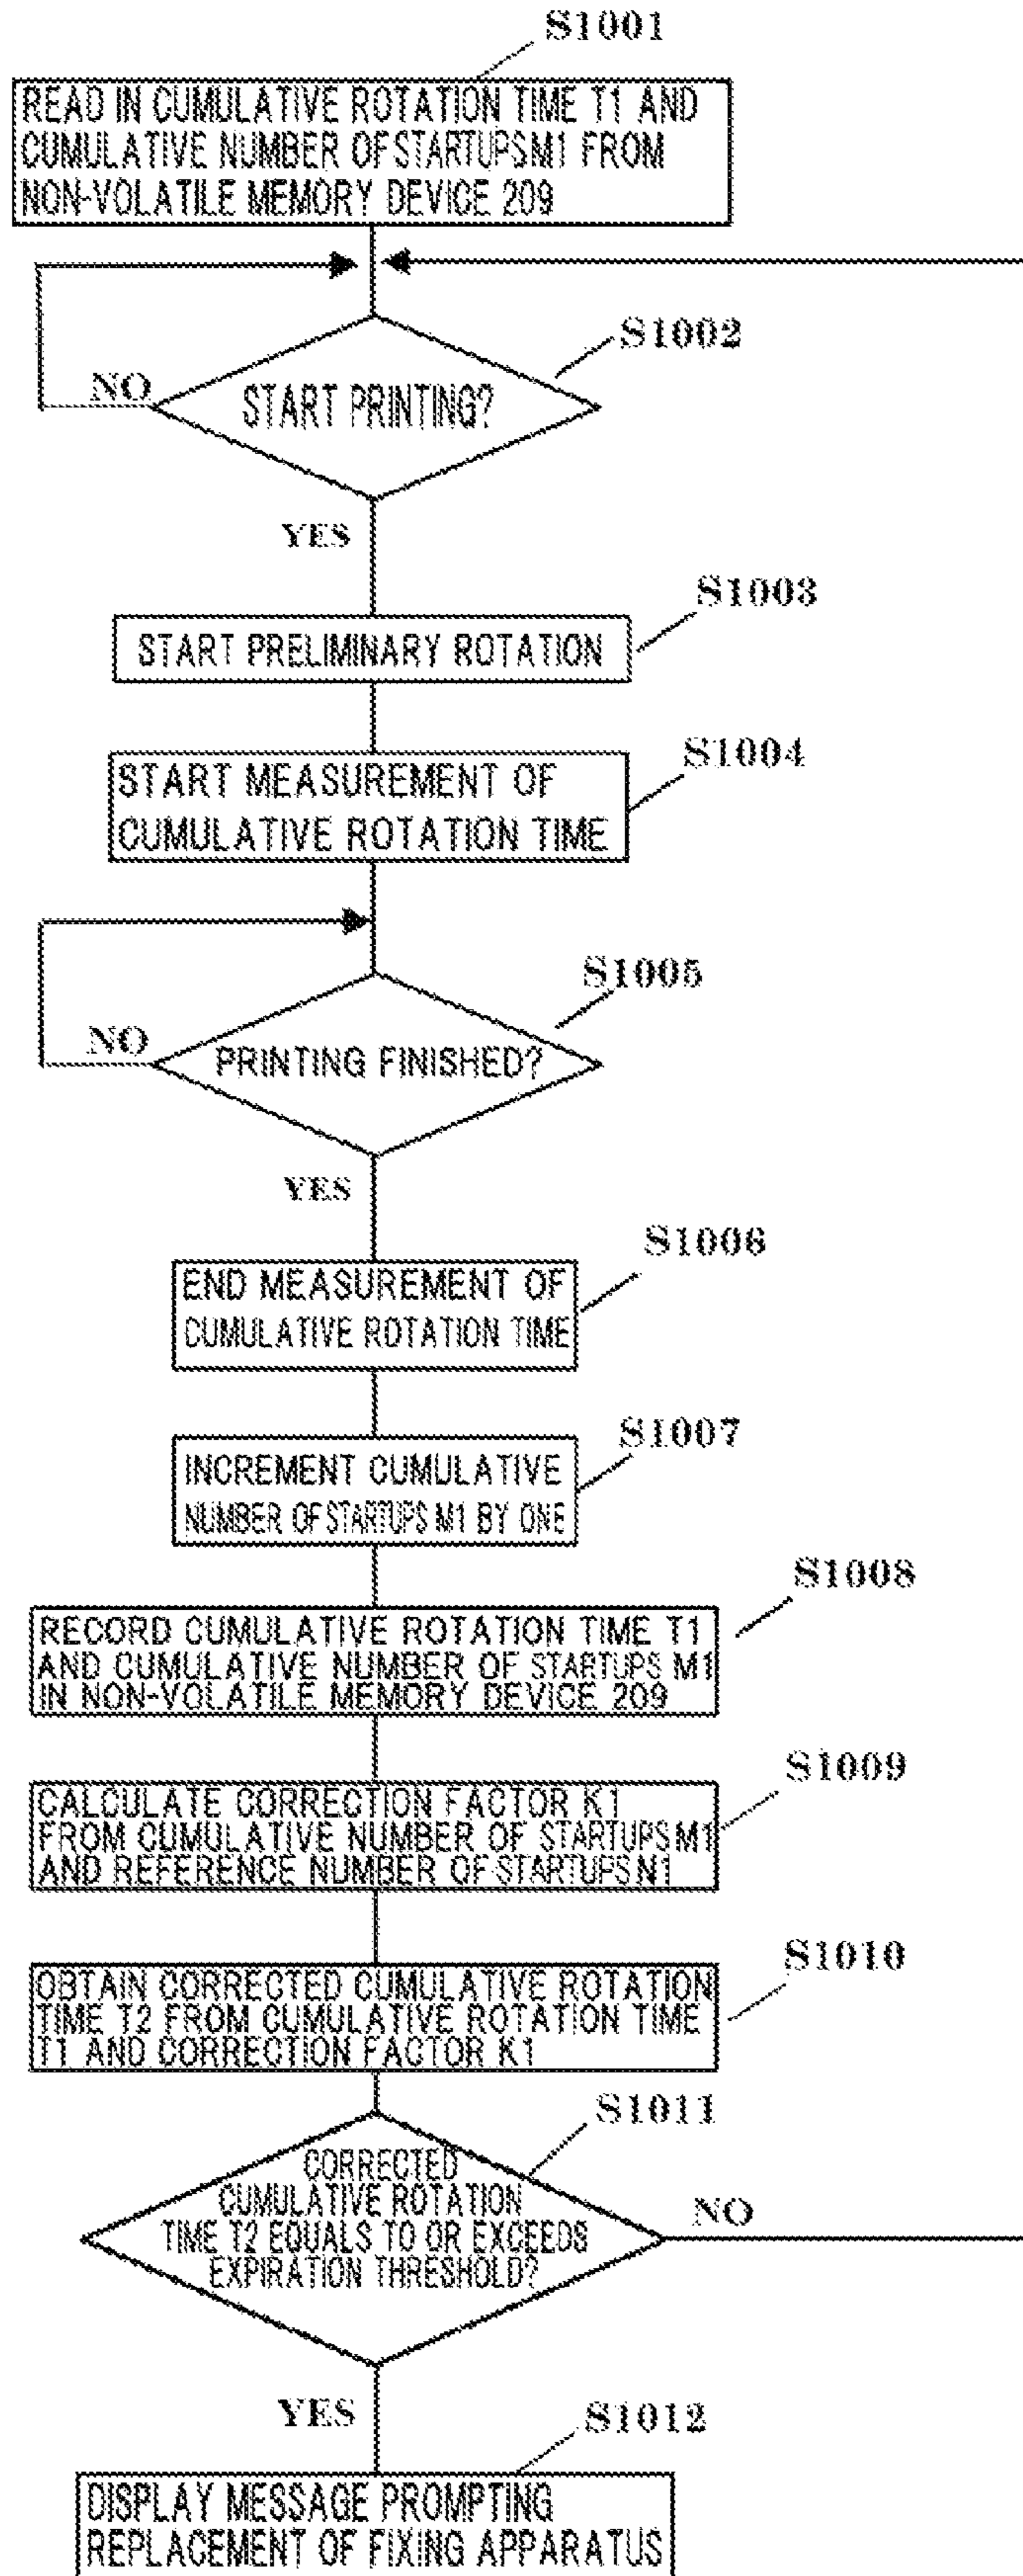 S1001
READ IN CUMULATIVE ROTATION TIME T1 AND
CUMULATIVE NUMBER OF STARTUPS M1 FROM
NON-VOLATILE MEMORY DEVICE 209
S1002
NO
START PRINTING?
YES
S1003
START PRELIMINARY ROTATION
S1004
START MEASUREMENT OF
CUMULATIVE ROTATION TIME
S1005
NO
PRINTING FINISHED?
YES
S1006
END MEASUREMENT OF
CUMULATIVE ROTATION TIME
S1007
INCREMENT CUMULATIVE
NUMBER OF STARTUPS M1 BY ONE
S1008
RECORD CUMULATIVE ROTATION TIME T1
AND CUMULATIVE NUMBER OF STARTUPS M1
IN NON-VOLATILE MEMORY DEVICE 209
S1009
CALCULATE CORRECTION FACTOR K1
FROM CUMULATIVE NUMBER OF STARTUPS M1
AND REFERENCE NUMBER OF STARTUPS N1
S1010
OBTAIN CORRECTED CUMULATIVE ROTATION
TIME T2 FROM CUMULATIVE ROTATION TIME
T1 AND CORRECTION FACTOR K1
S1011
CORRECTED
CUMULATIVE ROTATION
TIME T2 EQUALS TO OR EXCEEDS
EXPIRATION THRESHOLD?
NO
YES
S1012
DISPLAY MESSAGE PROMPTING
REPLACEMENT OF FIXING APPARATUS